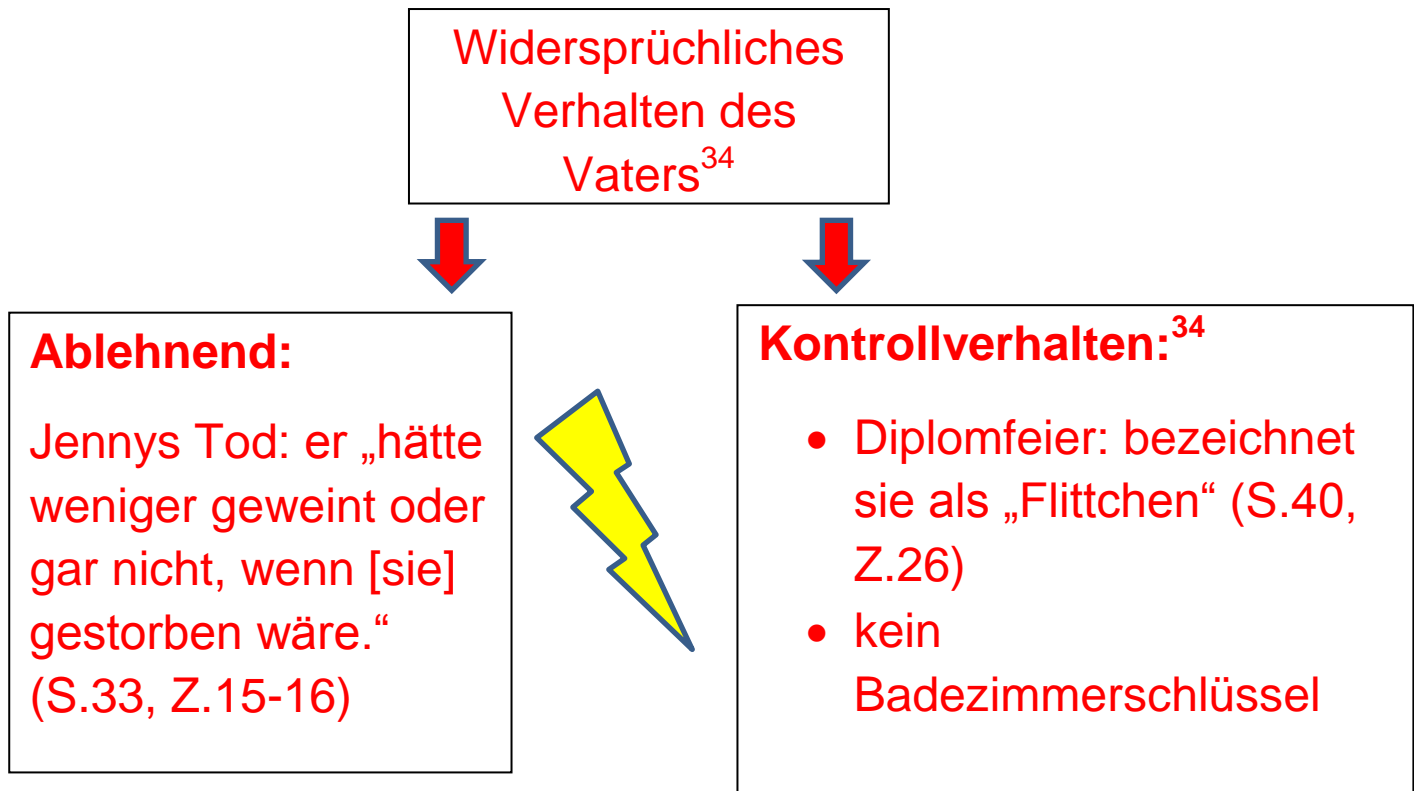 Widersprüchliches
Verhalten des
Vaters34
Ablehnend:
Jennys Tod: er „hätte
weniger geweint oder
gar nicht, wenn [sie]
gestorben wäre.“
(S.33, Z.15-16)
Kontrollverhalten:34
• Diplomfeier: bezeichnet
sie als „Flittchen“ (S.40,
Z.26)
• kein
Badezimmerschlüssel